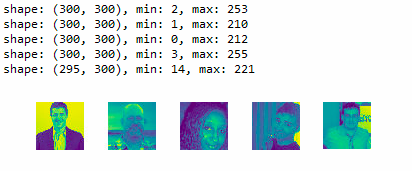 shape: (300, 300), min: 2, max: 253
shape: (300, 300), min: 1, max: 210
shape: (300, 300), min: 0, max: 212
shape: (300, 300), min: 3, max: 255
shape: (295, 300), min: 14, max: 221